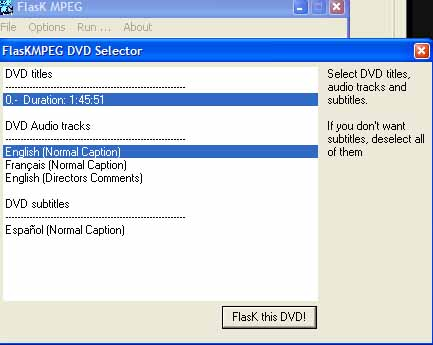 FlasK MPEG
File Options Run ... About
FlasKMPEG DVD Selector
DVD titles
------------------------------------------------------------
0.- Duration: 1:45:51
DVD Audio tracks
------------------------------------------------------------
English (Normal Caption)
Français (Normal Caption)
English (Directors Comments)
DVD subtitles
------------------------------------------------------------
Español (Normal Caption)
Select DVD titles,
audio tracks and
subtitles.
If you don't want
subtitles, deselect all
of them
FlasK this DVD!